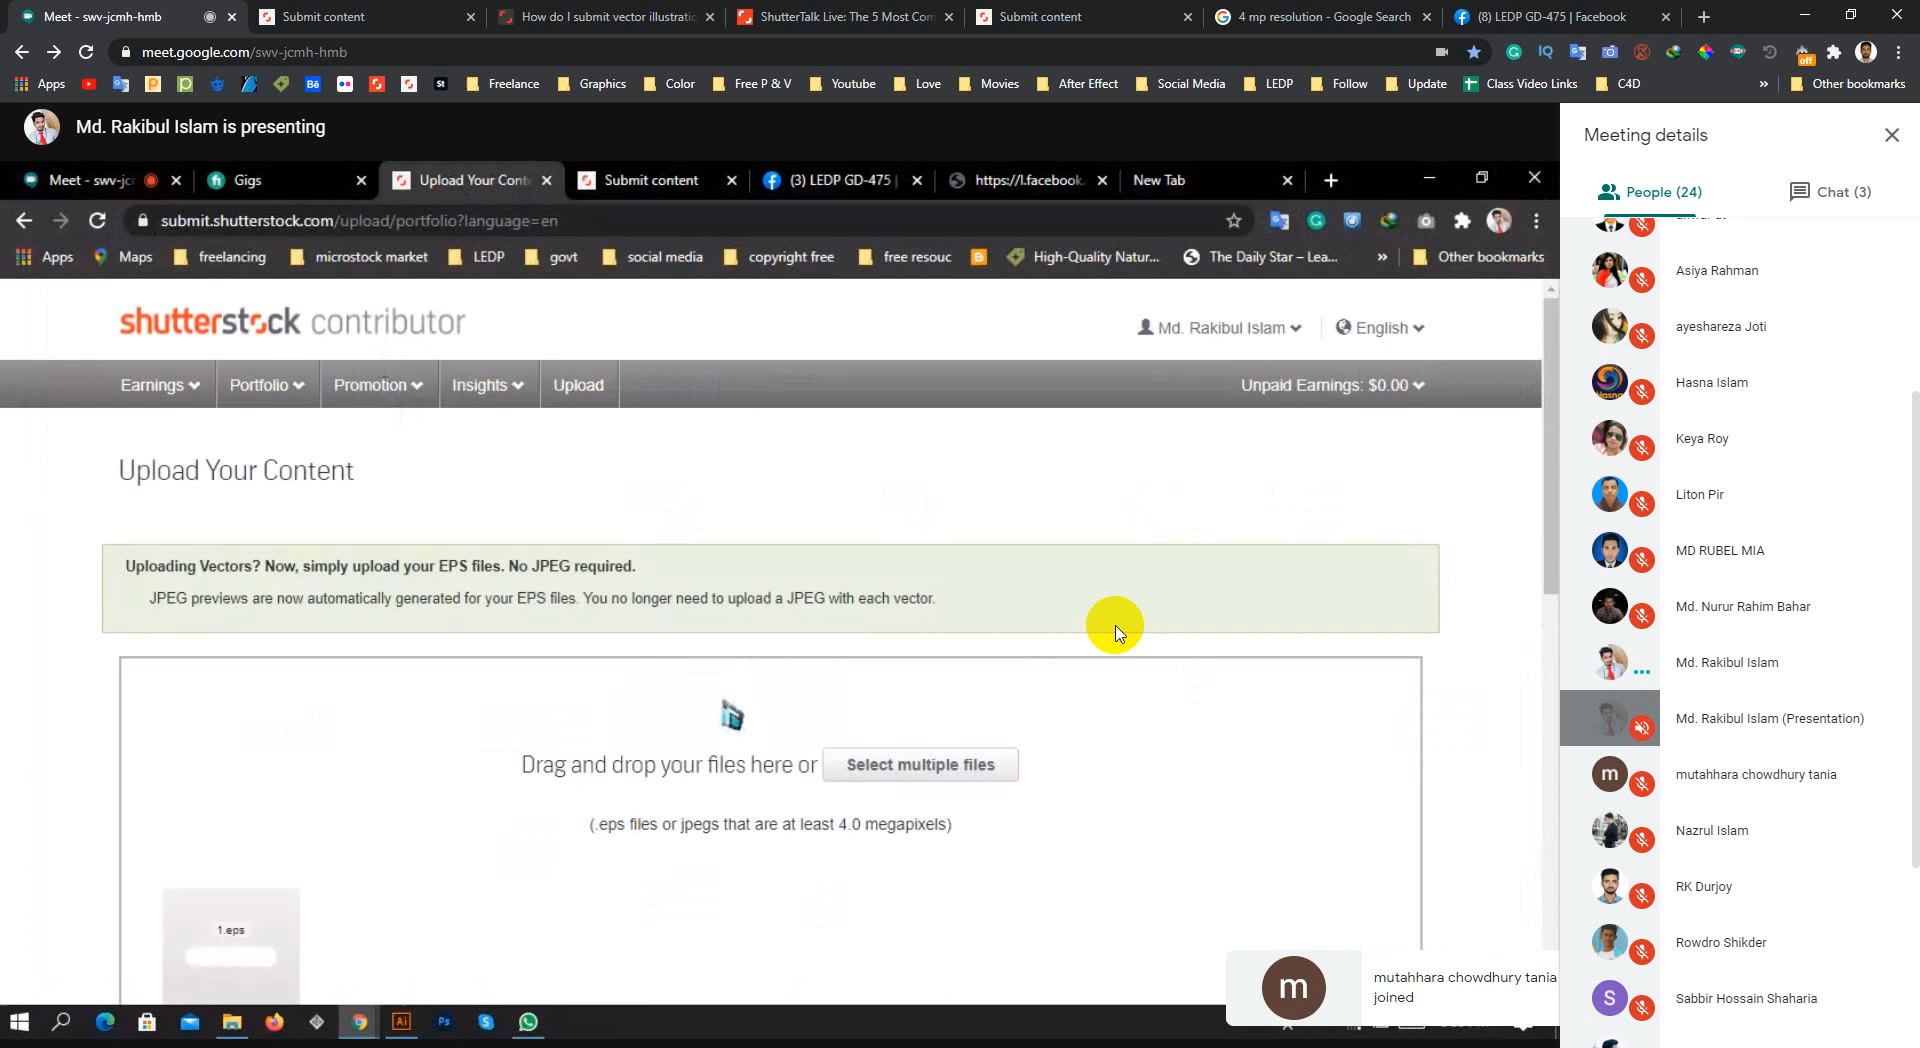 Meet - swv-jcmh-hmb
Submit content
How do I submit vector illustratic
ShutterTalk Live: The 5 Most Com
Submit content
4 mp resolution - Google Search
(8) LEDP GD-475 | Facebook
meet.google.com/swv-jcmh-hmb
off
Apps
Bē
St
Freelance
Graphics
Color
Free P & V
Youtube
Love
Movies
After Effect
Social Media
LEDP
Follow
Update
Class Video Links
C4D
»
Other bookmarks
Md. Rakibul Islam is presenting
Meet - swv-jc
Gigs
Upload Your Cont
Submit content
(3) LEDP GD-475 |
https://l.facebook.
New Tab
submit.shutterstock.com/upload/portfolio?language=en
Apps
Maps
freelancing
microstock market
LEDP
govt
social media
copyright free
free resouc
High-Quality Natur...
The Daily Star – Lea...
»
Other bookmarks
shutterstock contributor
Md. Rakibul Islam
English
Earnings
Portfolio
Promotion
Insights
Upload
Unpaid Earnings: $0.00
Upload Your Content
Uploading Vectors? Now, simply upload your EPS files. No JPEG required.
JPEG previews are now automatically generated for your EPS files. You no longer need to upload a JPEG with each vector.
Drag and drop your files here or
Select multiple files
(.eps files or jpegs that are at least 4.0 megapixels)
1.eps
m
mutahhara chowdhury tania
joined
Ai
Ps
Meeting details
People (24)
Chat (3)
Asiya Rahman
ayeshareza Joti
Hasna Islam
Keya Roy
Liton Pir
MD RUBEL MIA
Md. Nurur Rahim Bahar
Md. Rakibul Islam
Md. Rakibul Islam (Presentation)
m
mutahhara chowdhury tania
Nazrul Islam
RK Durjoy
Rowdro Shikder
S
Sabbir Hossain Shaharia